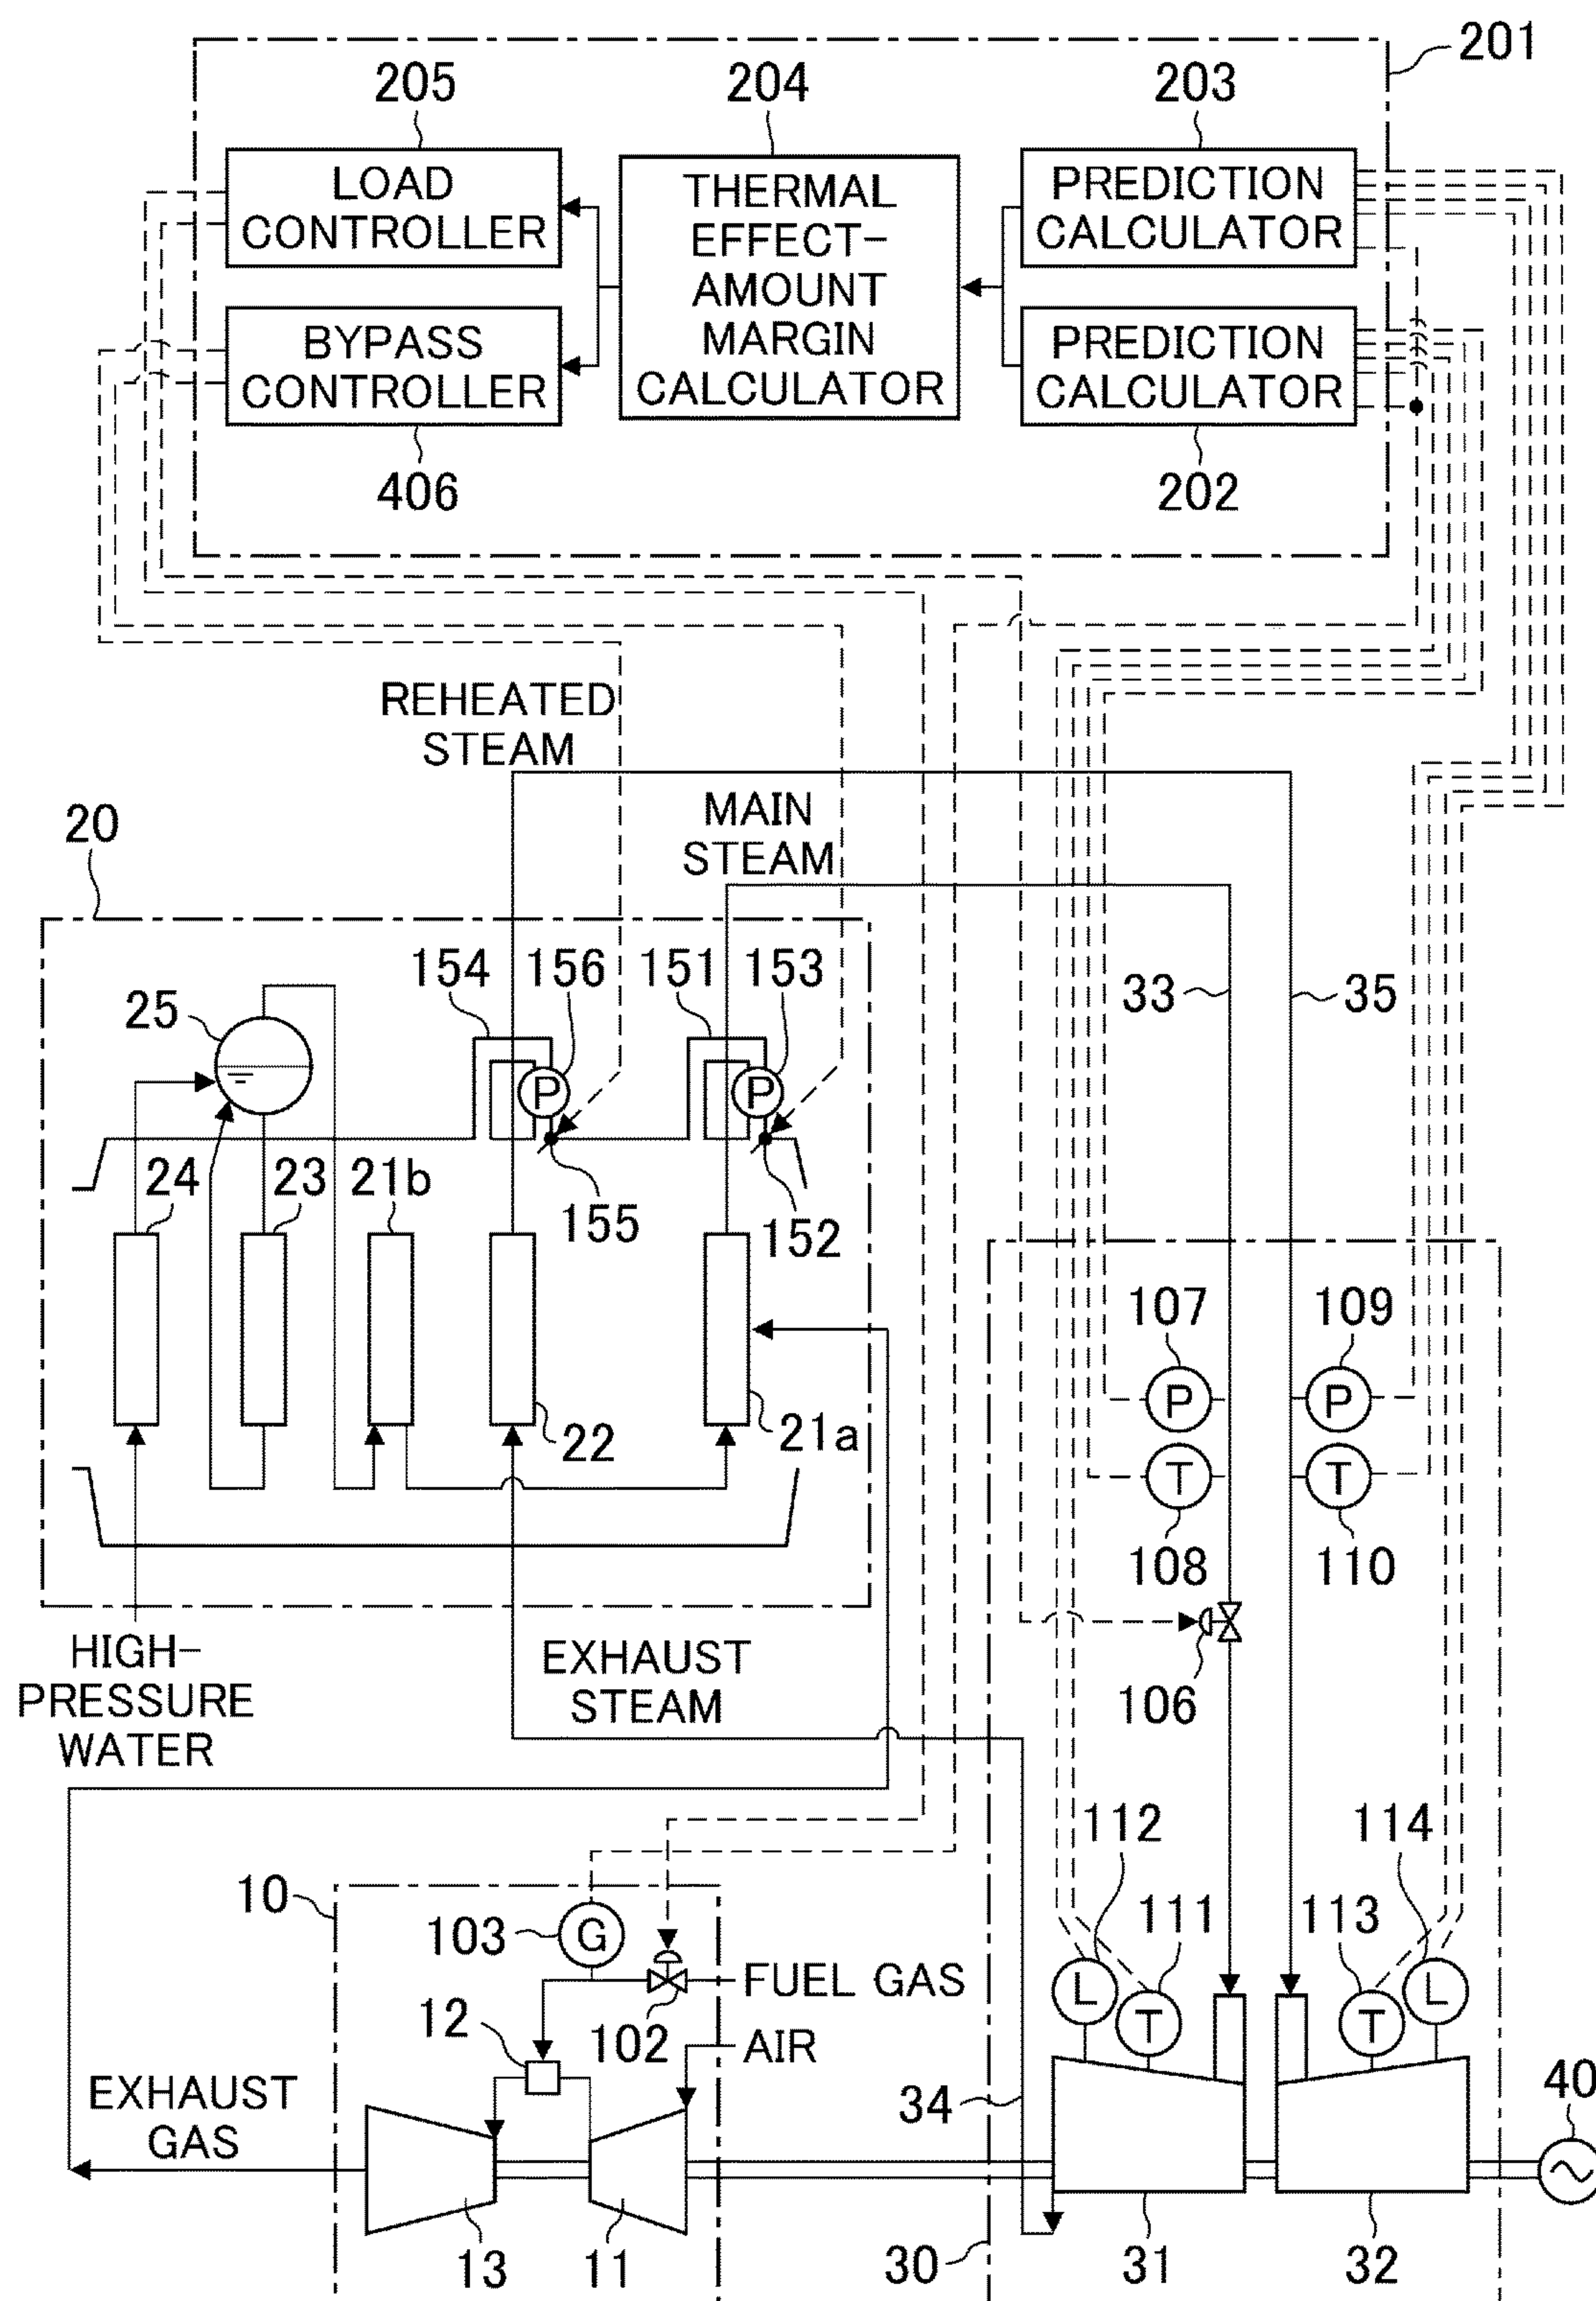 201
205
204
203
LOAD
CONTROLLER
THERMAL
EFFECT-
AMOUNT
MARGIN
CALCULATOR
PREDICTION
CALCULATOR
BYPASS
CONTROLLER
PREDICTION
CALCULATOR
406
202
REHEATED
STEAM
MAIN
STEAM
20
154
156
151
153
33
35
25
P
P
24
23
21b
155
152
107
109
P
P
22
21a
T
T
108
110
HIGH-
PRESSURE
WATER
EXHAUST
STEAM
106
112
114
10
103
G
111
113
FUEL GAS
L
T
T
L
12
102
AIR
EXHAUST
GAS
34
40
13
11
30
31
32